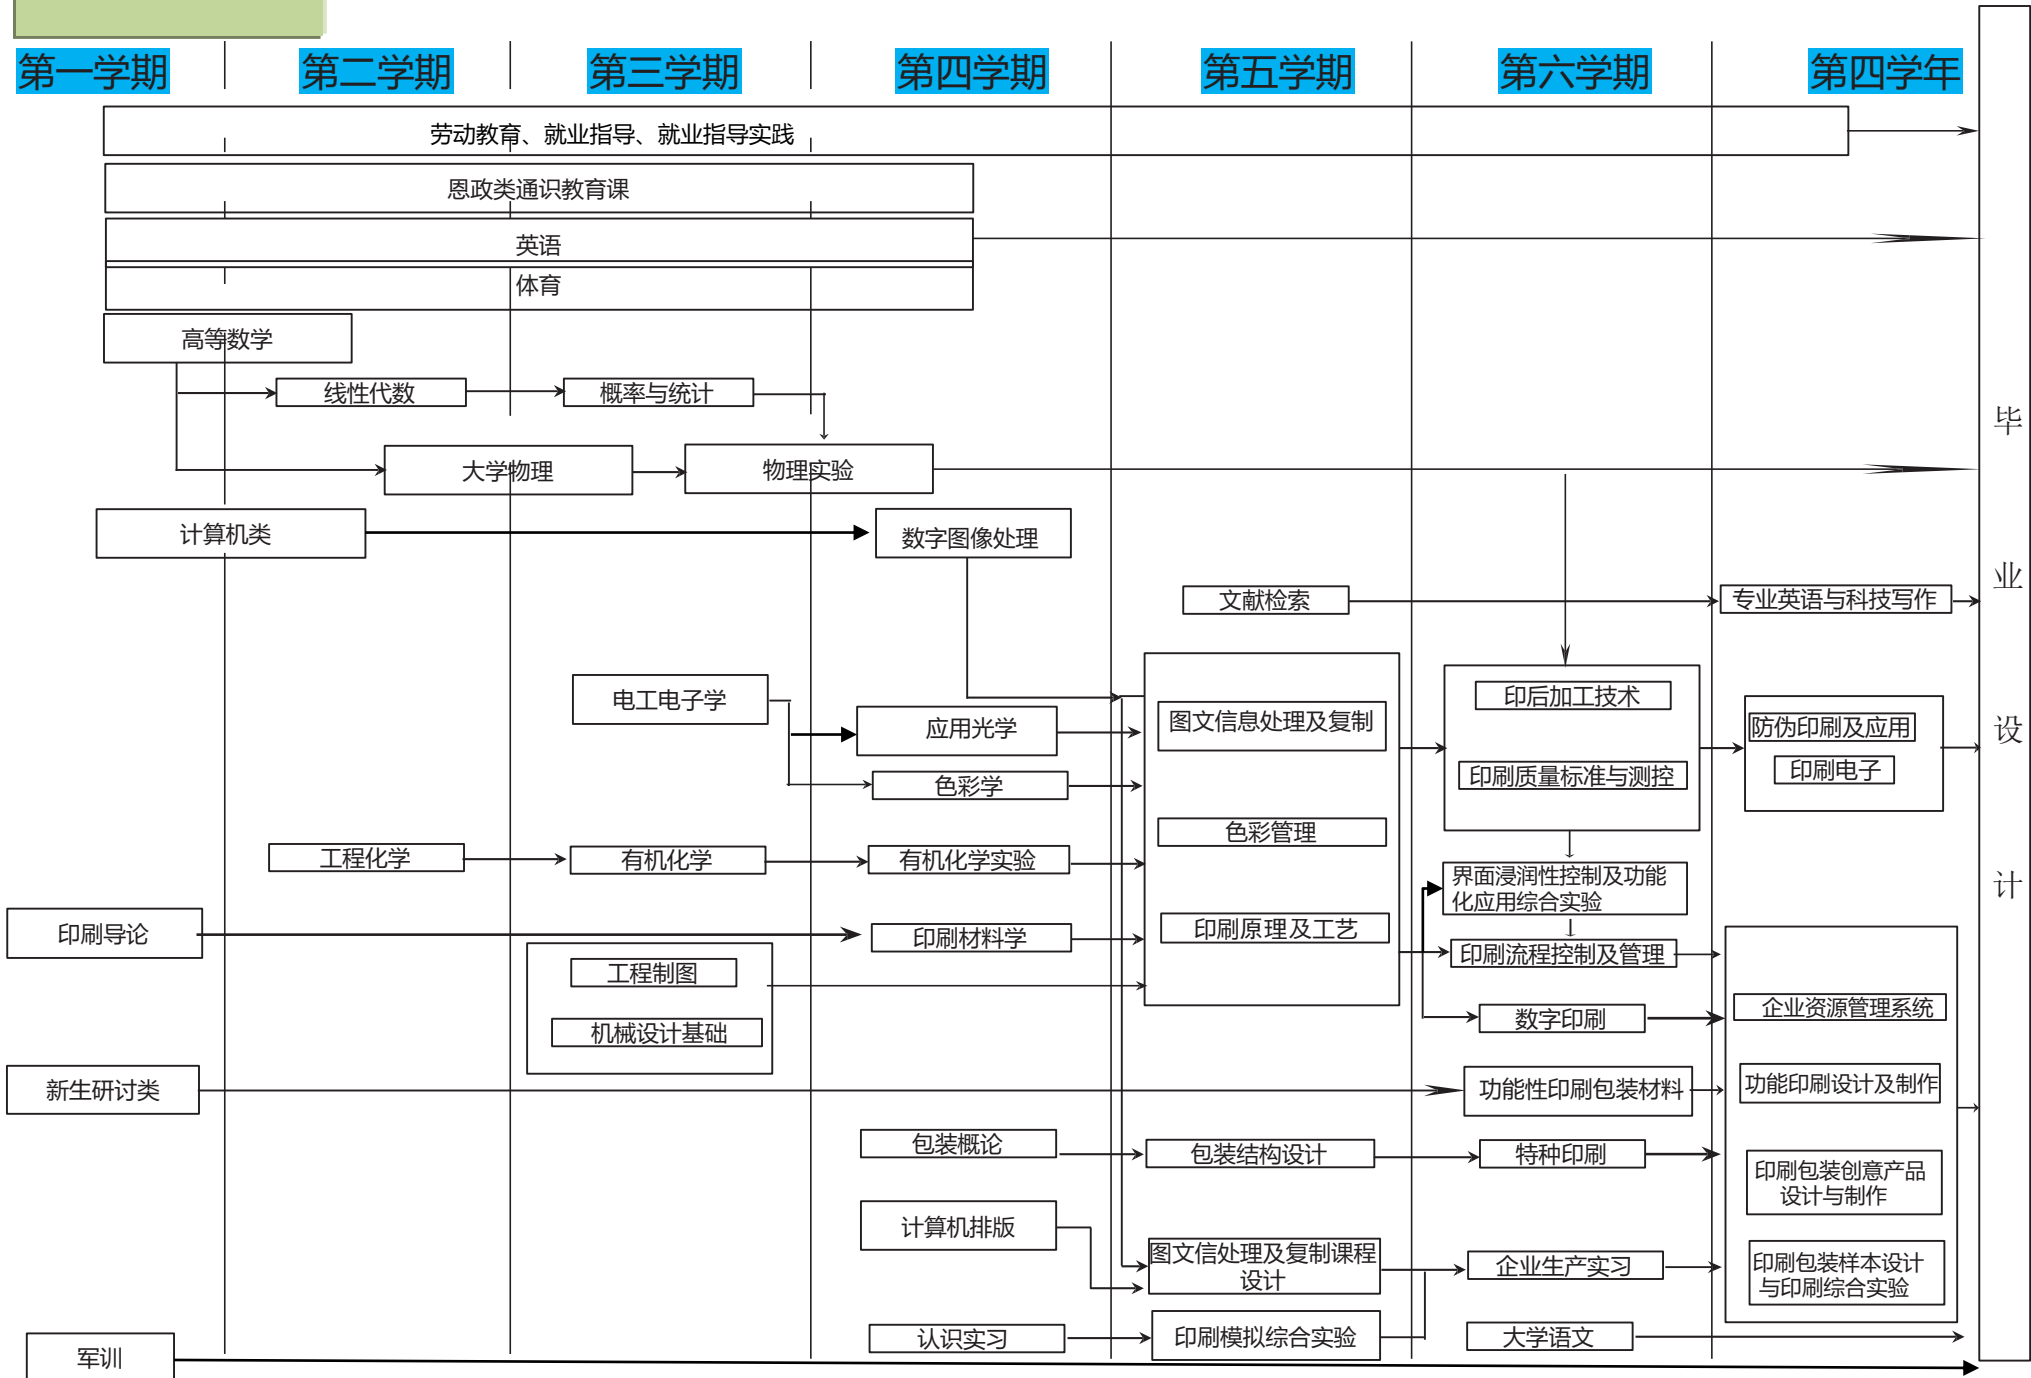 第一学期
第二学期
第三学期
第四学期
第五学期
第六学期
第四学年
劳动教育、就业指导、就业指导实践
恩政类通识教育课
英语
体育
高等数学
线性代数
概率与统计
大学物理
物理实验
计算机类
数字图像处理
文献检索
专业英语与科技写作
电工电子学
应用光学
色彩学
图文信息处理及复制
色彩管理
印刷原理及工艺
印后加工技术
印刷质量标准与测控
防伪印刷及应用
印刷电子
工程化学
有机化学
有机化学实验
界面浸润性控制及功能
化应用综合实验
印刷导论
印刷材料学
印刷流程控制及管理
工程制图
机械设计基础
数字印刷
企业资源管理系统
新生研讨类
功能性印刷包装材料
功能印刷设计及制作
包装概论
包装结构设计
特种印刷
印刷包装创意产品
设计与制作
计算机排版
图文信处理及复制课程
设计
企业生产实习
印刷包装样本设计
与印刷综合实验
认识实习
印刷模拟综合实验
大学语文
军训
毕
业
设
计